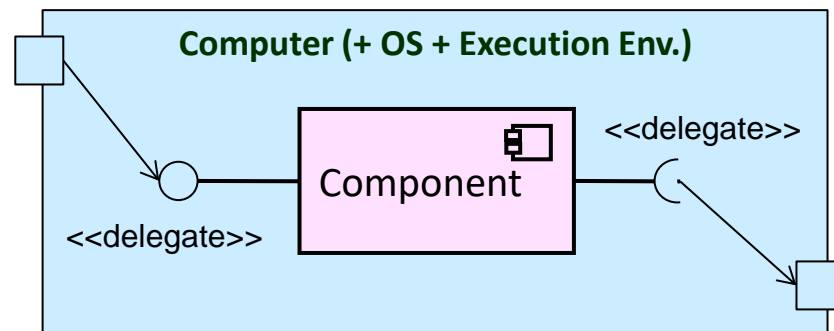 Computer (+ OS + Execution Env.)
<<delegate>>
Component
<<delegate>>